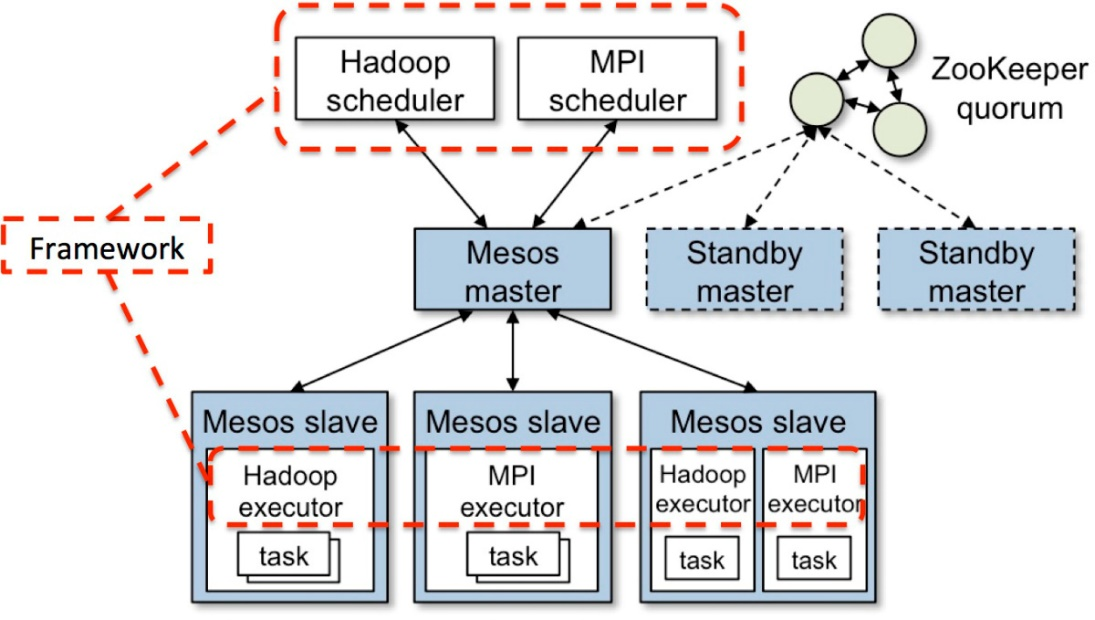 Hadoop
scheduler
MPI
scheduler
ZooKeeper
quorum
Framework
Mesos
master
Standby
master
Standby
master
Mesos slave
Hadoop
executor
task
Mesos slave
MPI
executor
task
Mesos slave
Hadoop
executor
task
MPI
executor
task